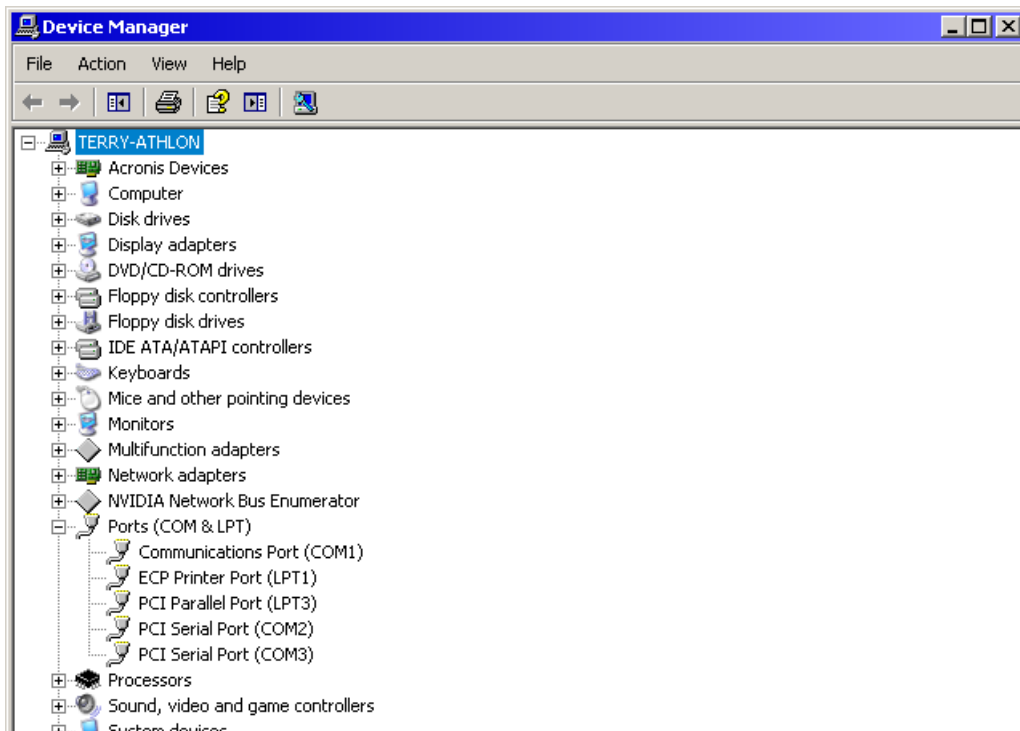 Device Manager
File Action View Help
TERRY-ATHLON
Acronis Devices
Computer
Disk drives
Display adapters
DVD/CD-ROM drives
Floppy disk controllers
Floppy disk drives
IDE ATA/ATAPI controllers
Keyboards
Mice and other pointing devices
Monitors
Multifunction adapters
Network adapters
NVIDIA Network Bus Enumerator
Ports (COM & LPT)
Communications Port (COM1)
ECP Printer Port (LPT1)
PCI Parallel Port (LPT3)
PCI Serial Port (COM2)
PCI Serial Port (COM3)
Processors
Sound, video and game controllers
System devices